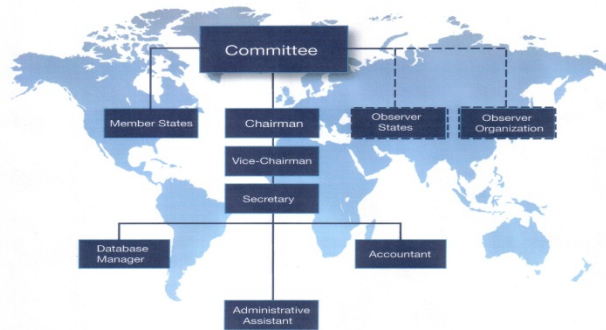 Committee
Member States
Chairman
Observer
States
Observer
Organization
Vice-Chairman
Secretary
Database
Manager
Accountant
Administrative
Assistant